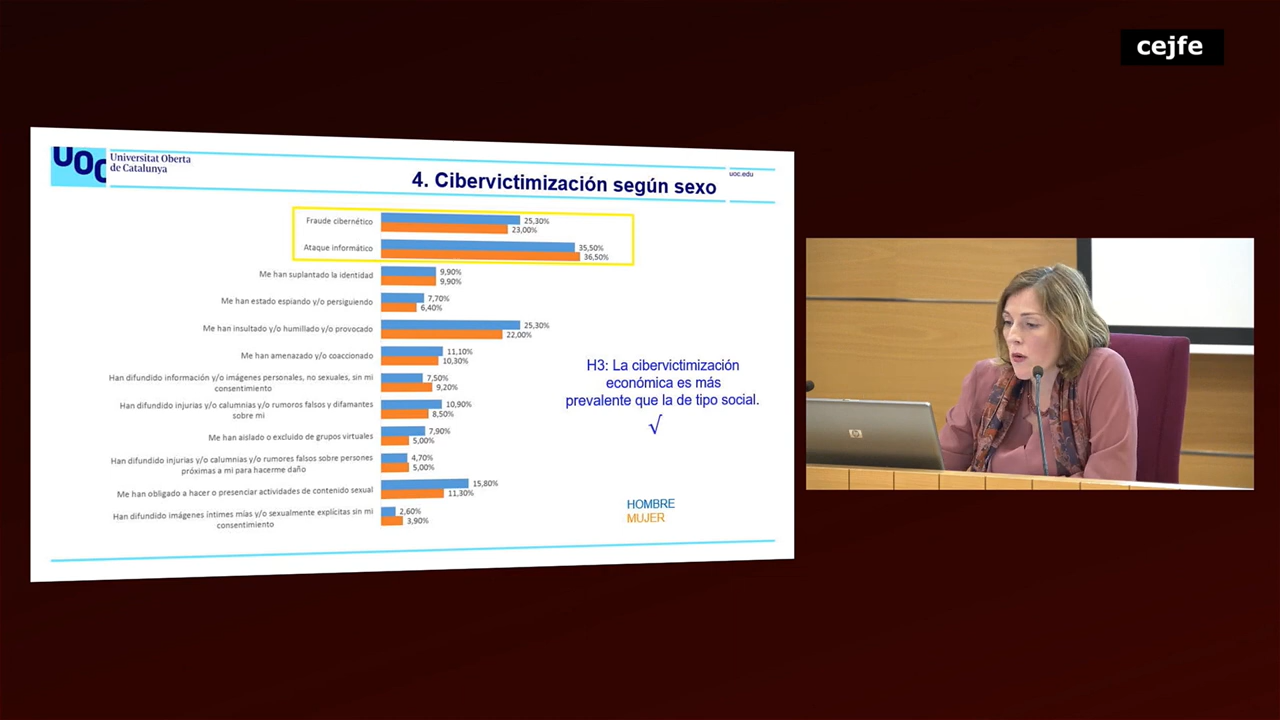 cejfe
UOC
Universitat Oberta
de Catalunya
uoc.edu
4. Cibervictimización según sexo
Fraude cibernético
25,30%
23,00%
Ataque informático
35,50%
36,50%
Me han suplantado la identidad
9,90%
9,90%
Me han estado espiando y/o persiguiendo
7,70%
6,40%
Me han insultado y/o humillado y/o provocado
25,30%
22,00%
Me han amenazado y/o coaccionado
11,10%
10,30%
Han difundido información y/o imágenes personales, no sexuales, sin mi
consentimiento
7,50%
9,20%
Han difundido injurias y/o calumnias y/o rumores falsos y difamantes
sobre mi
10,90%
8,50%
Me han aislado o excluido de grupos virtuales
7,90%
5,00%
Han difundido injurias y/o calumnias y/o rumores falsos sobre persones
próximas a mi para hacerme daño
4,70%
5,00%
Me han obligado a hacer o presenciar actividades de contenido sexual
15,80%
11,30%
Han difundido imágenes íntimes mías y/o sexualmente explícitas sin mi
consentimiento
2,60%
3,90%
H3: La cibervictimización
económica es más
prevalente que la de tipo social.
√
HOMBRE
MUJER
hp